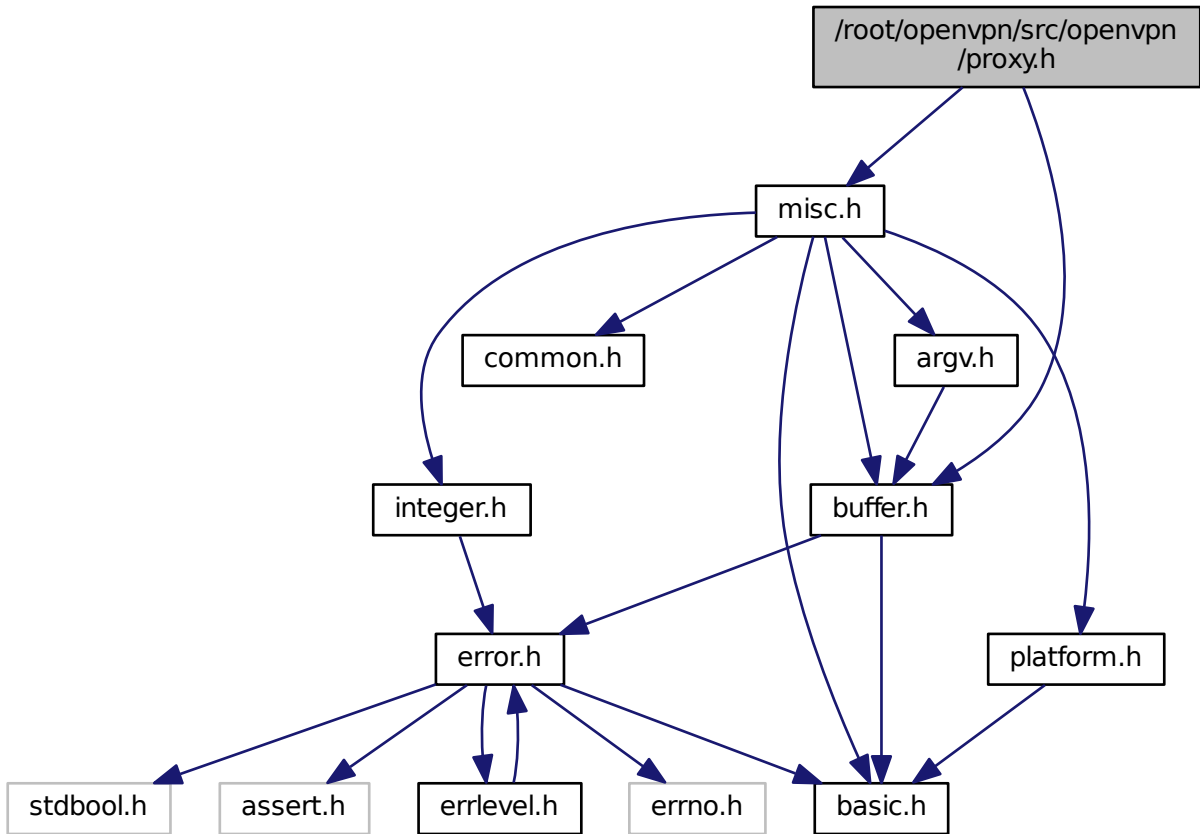 /root/openvpn/src/openvpn
/proxy.h
misc.h
common.h
argv.h
integer.h
buffer.h
error.h
platform.h
stdbool.h
assert.h
errlevel.h
errno.h
basic.h